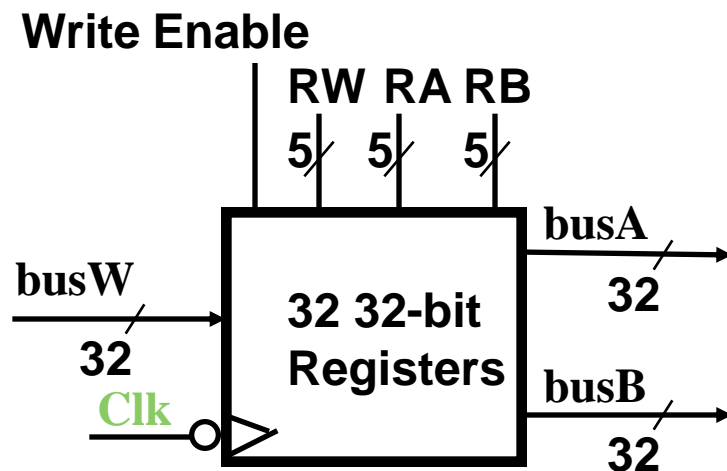 Write Enable
RW RA RB
5 5 5
busA
busW
32
32 32-bit
32
Registers
Clk
busB
32